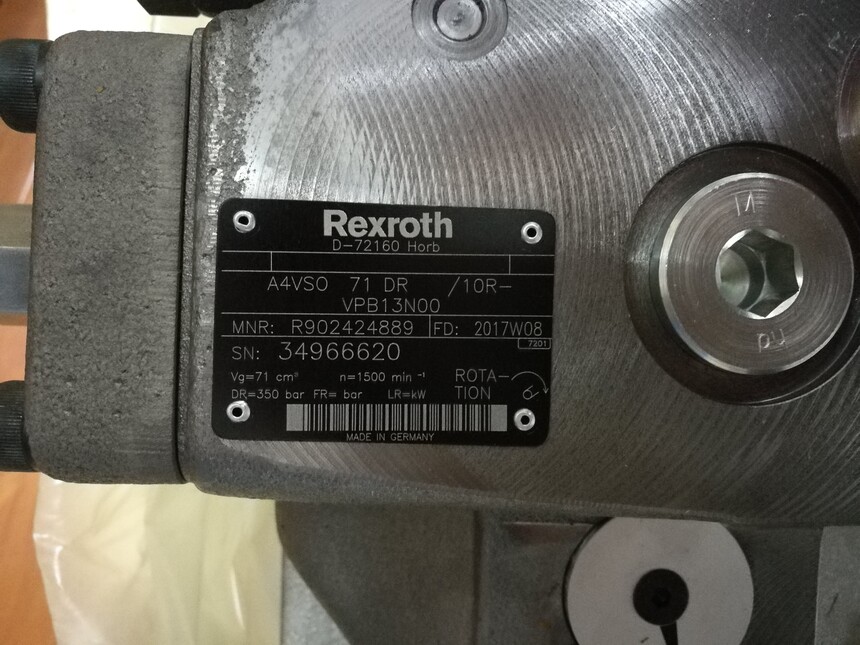 Rexroth
D-72160 Horb
A4VSO 71 DR /10R-
VPB13N00
MNR: R902424889 FD: 2017W08
7201
SN: 34966620
Vg=71 cm³ n=1500 min⁻¹ ROTA-
DR=350 bar FR= bar LR=kW TION
MADE IN GERMANY